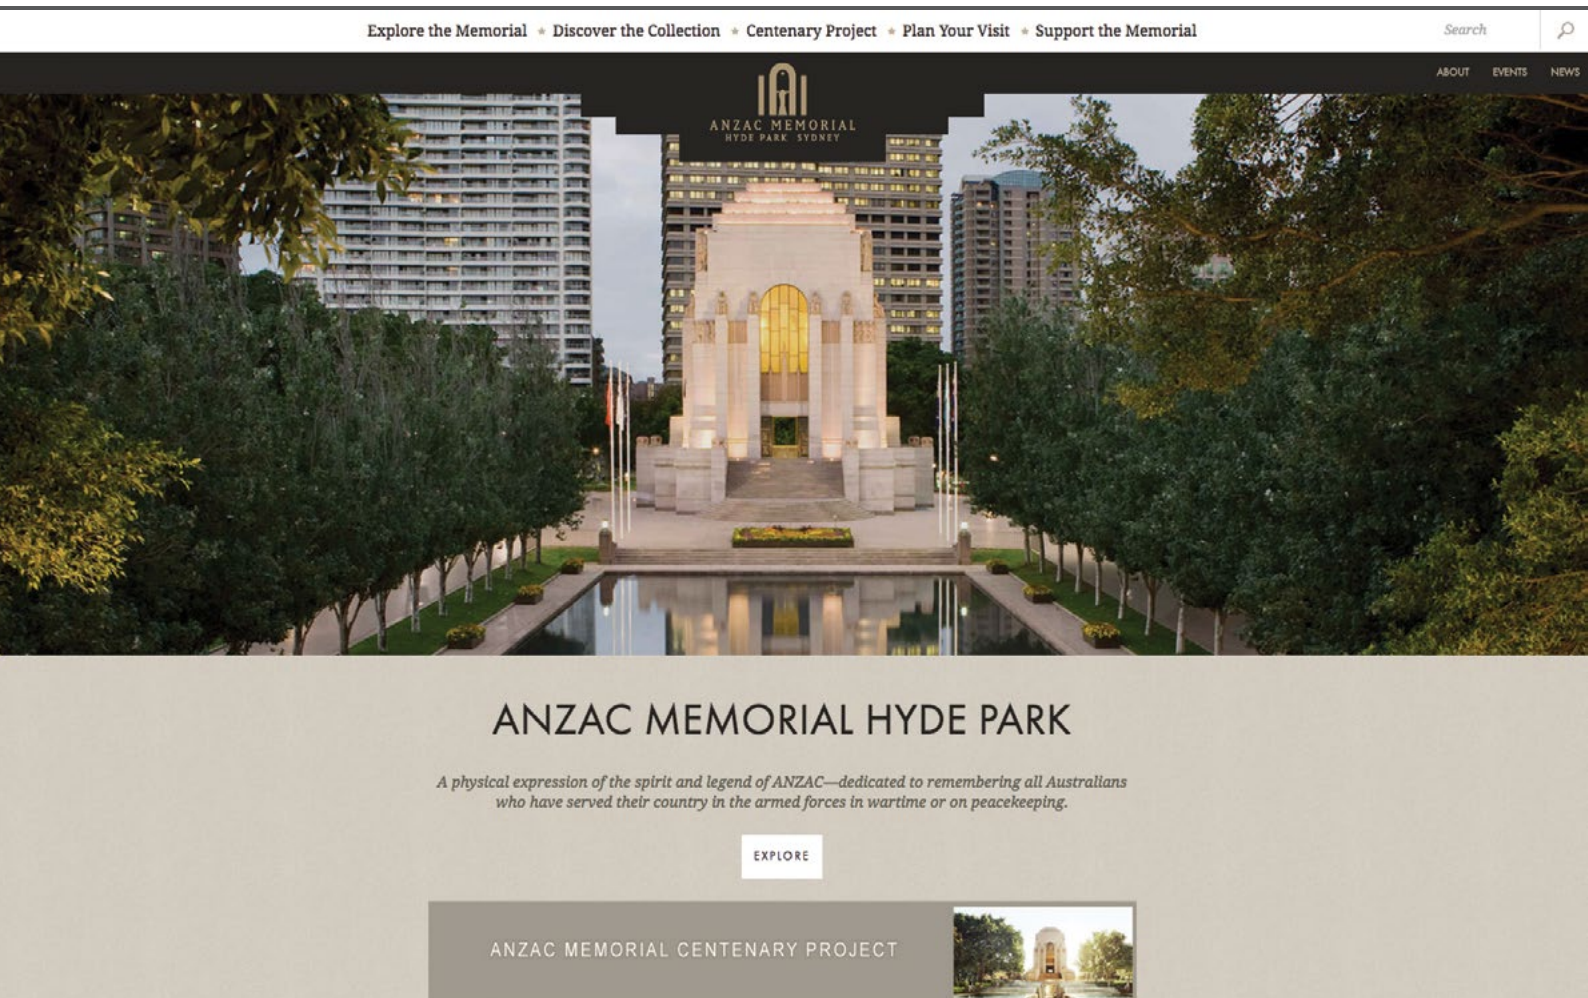 Explore the Memorial ★ Discover the Collection ★ Centenary Project ★ Plan Your Visit ★ Support the Memorial
Search
ABOUT EVENTS NEWS
ANZAC MEMORIAL
HYDE PARK SYDNEY
ANZAC MEMORIAL HYDE PARK
A physical expression of the spirit and legend of ANZAC—dedicated to remembering all Australians
who have served their country in the armed forces in wartime or on peacekeeping.
EXPLORE
ANZAC MEMORIAL CENTENARY PROJECT